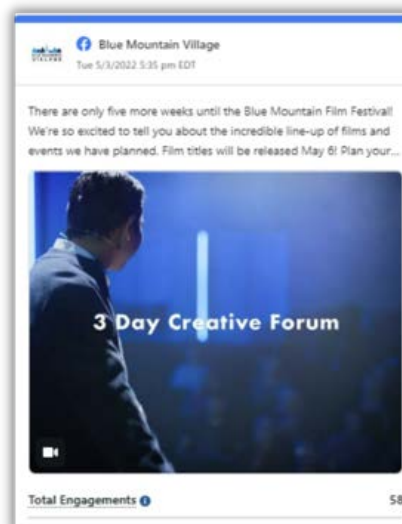 Blue Mountain Village
Tue 5/3/2022 5:35 pm EDT
There are only five more weeks until the Blue Mountain Film Festival!
We're so excited to tell you about the incredible line-up of films and
events we have planned. Film titles will be released May 6! Plan your...
3 Day Creative Forum
Total Engagements
58